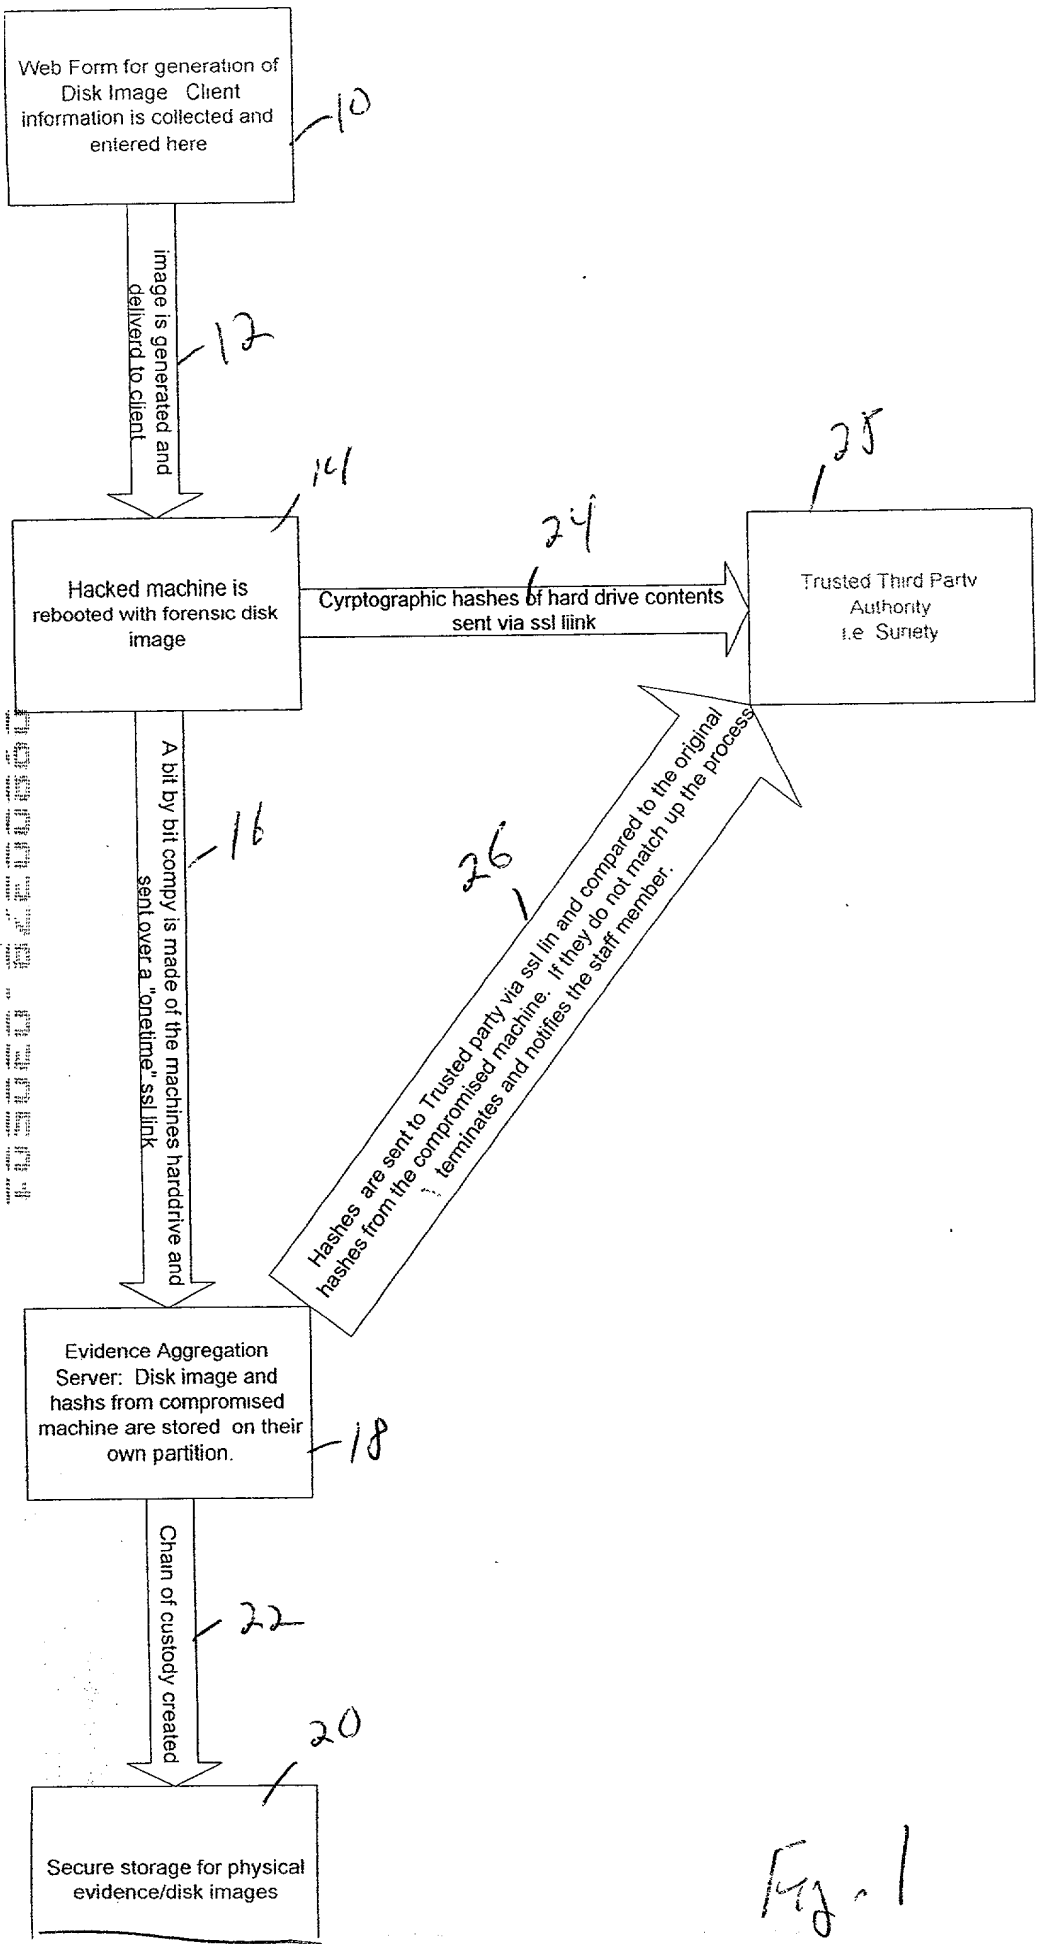 Web Form for generation of
Disk Image Client
information is collected and
entered here
10
image is generated and
deliverd to client
12
14
Hacked machine is
rebooted with forensic disk
image
24
Cyrptographic hashes of hard drive contents
sent via ssl liink
25
Trusted Third Party
Authority
i.e Suriety
A bit by bit compy is made of the machines harddrive and
sent over a "onetime" ssl link
16
26
Hashes are sent to Trusted party via ssl lin and compared to the original
hashes from the compromised machine. If they do not match up the process
terminates and notifies the staff member.
Evidence Aggregation
Server: Disk image and
hashs from compromised
machine are stored on their
own partition.
18
Chain of custody created
22
20
Secure storage for physical
evidence/disk images
Fig. 1